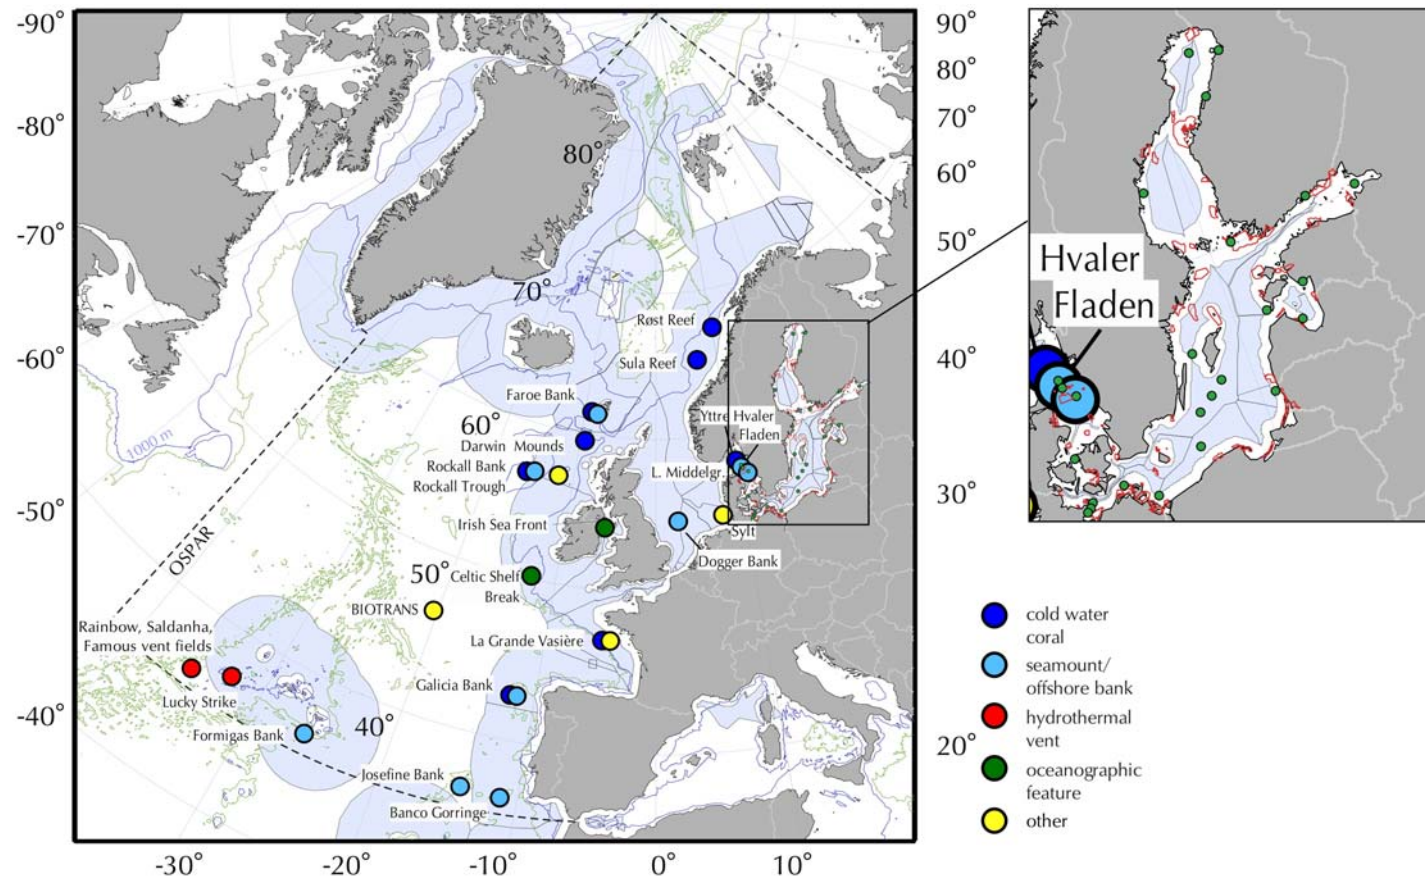 -90°
-80°
-70°
-60°
-50°
-40°
-30°
-20°
-10°
0°
10°
90°
80°
70°
60°
50°
40°
30°
20°
80°
70°
60°
50°
40°
1000 m
OSPAR
Røst Reef
Sula Reef
Faroe Bank
Darwin Mounds
Rockall Bank
Rockall Trough
Irish Sea Front
Celtic Shelf
Break
BIOTRANS
La Grande Vasière
Galicia Bank
Rainbow, Saldanha,
Famous vent fields
Lucky Strike
Formigas Bank
Josefine Bank
Banco Gorringe
Yttre Hvaler
Fladen
L. Middelgr.
Sylt
Dogger Bank
Hvaler
Fladen
cold water
coral
seamount/
offshore bank
hydrothermal
vent
oceanographic
feature
other